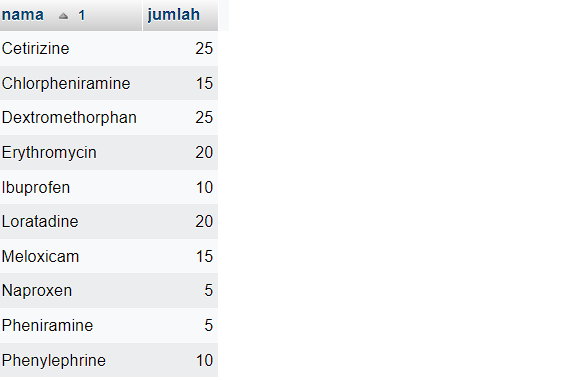 nama 1 jumlah
Cetirizine 25
Chlorpheniramine 15
Dextromethorphan 25
Erythromycin 20
Ibuprofen 10
Loratadine 20
Meloxicam 15
Naproxen 5
Pheniramine 5
Phenylephrine 10